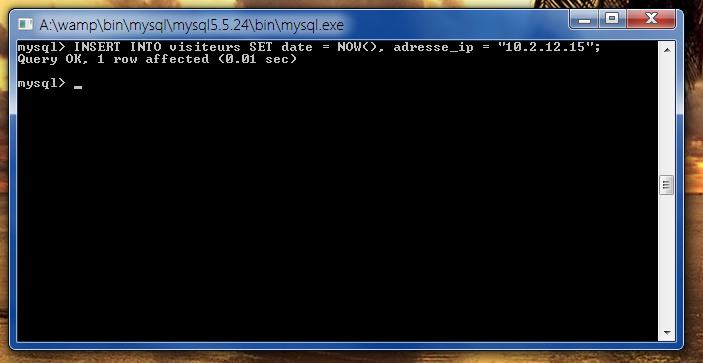 A:\wamp\bin\mysql\mysql5.5.24\bin\mysql.exe
mysql> INSERT INTO visiteurs SET date = NOW(), adresse_ip = "10.2.12.15";
Query OK, 1 row affected (0.01 sec)
mysql> _